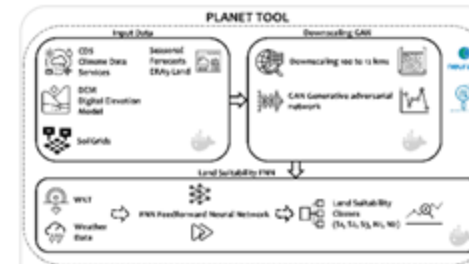 PLANET TOOL
Input Data
CDS
Climate Data
Services
Seasonal
Forecasts
ERA5 Land
DEM
Digital Elevation
Model
SoilGrids
Downscaling GAN
Downscaling 100 to 11 kms
GAN Generative adversarial
network
Land Suitability FNN
Weather
Data
FNN Feedforward Neural Network
Land Suitability
Classes
(S1, S2, S3, N1, N2)